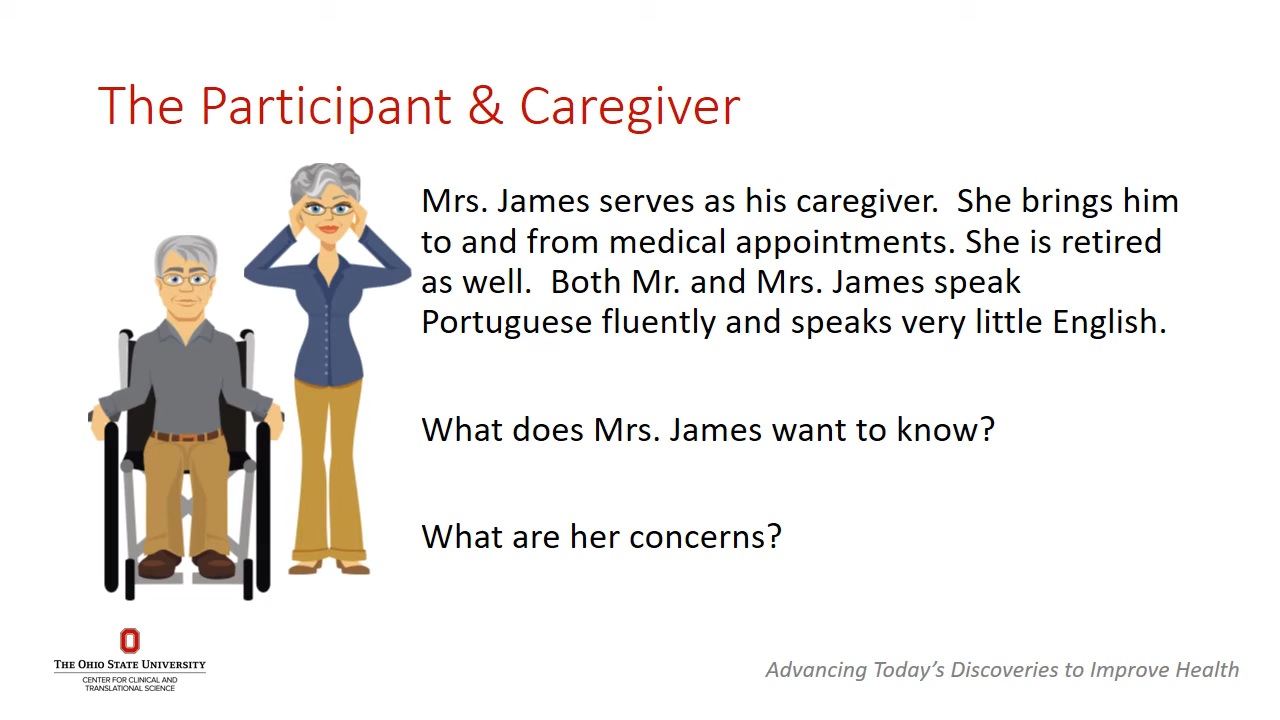 The Participant & Caregiver
Mrs. James serves as his caregiver.  She brings him
to and from medical appointments. She is retired
as well.  Both Mr. and Mrs. James speak
Portuguese fluently and speaks very little English.
What does Mrs. James want to know?
What are her concerns?
THE OHIO STATE UNIVERSITY
CENTER FOR CLINICAL AND
TRANSLATIONAL SCIENCE
Advancing Today's Discoveries to Improve Health